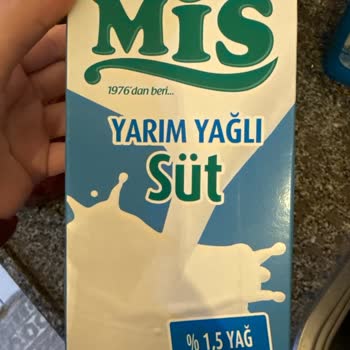 MİS
1976'dan beri...
YARIM YAĞLI
Süt
% 1,5 YAĞ